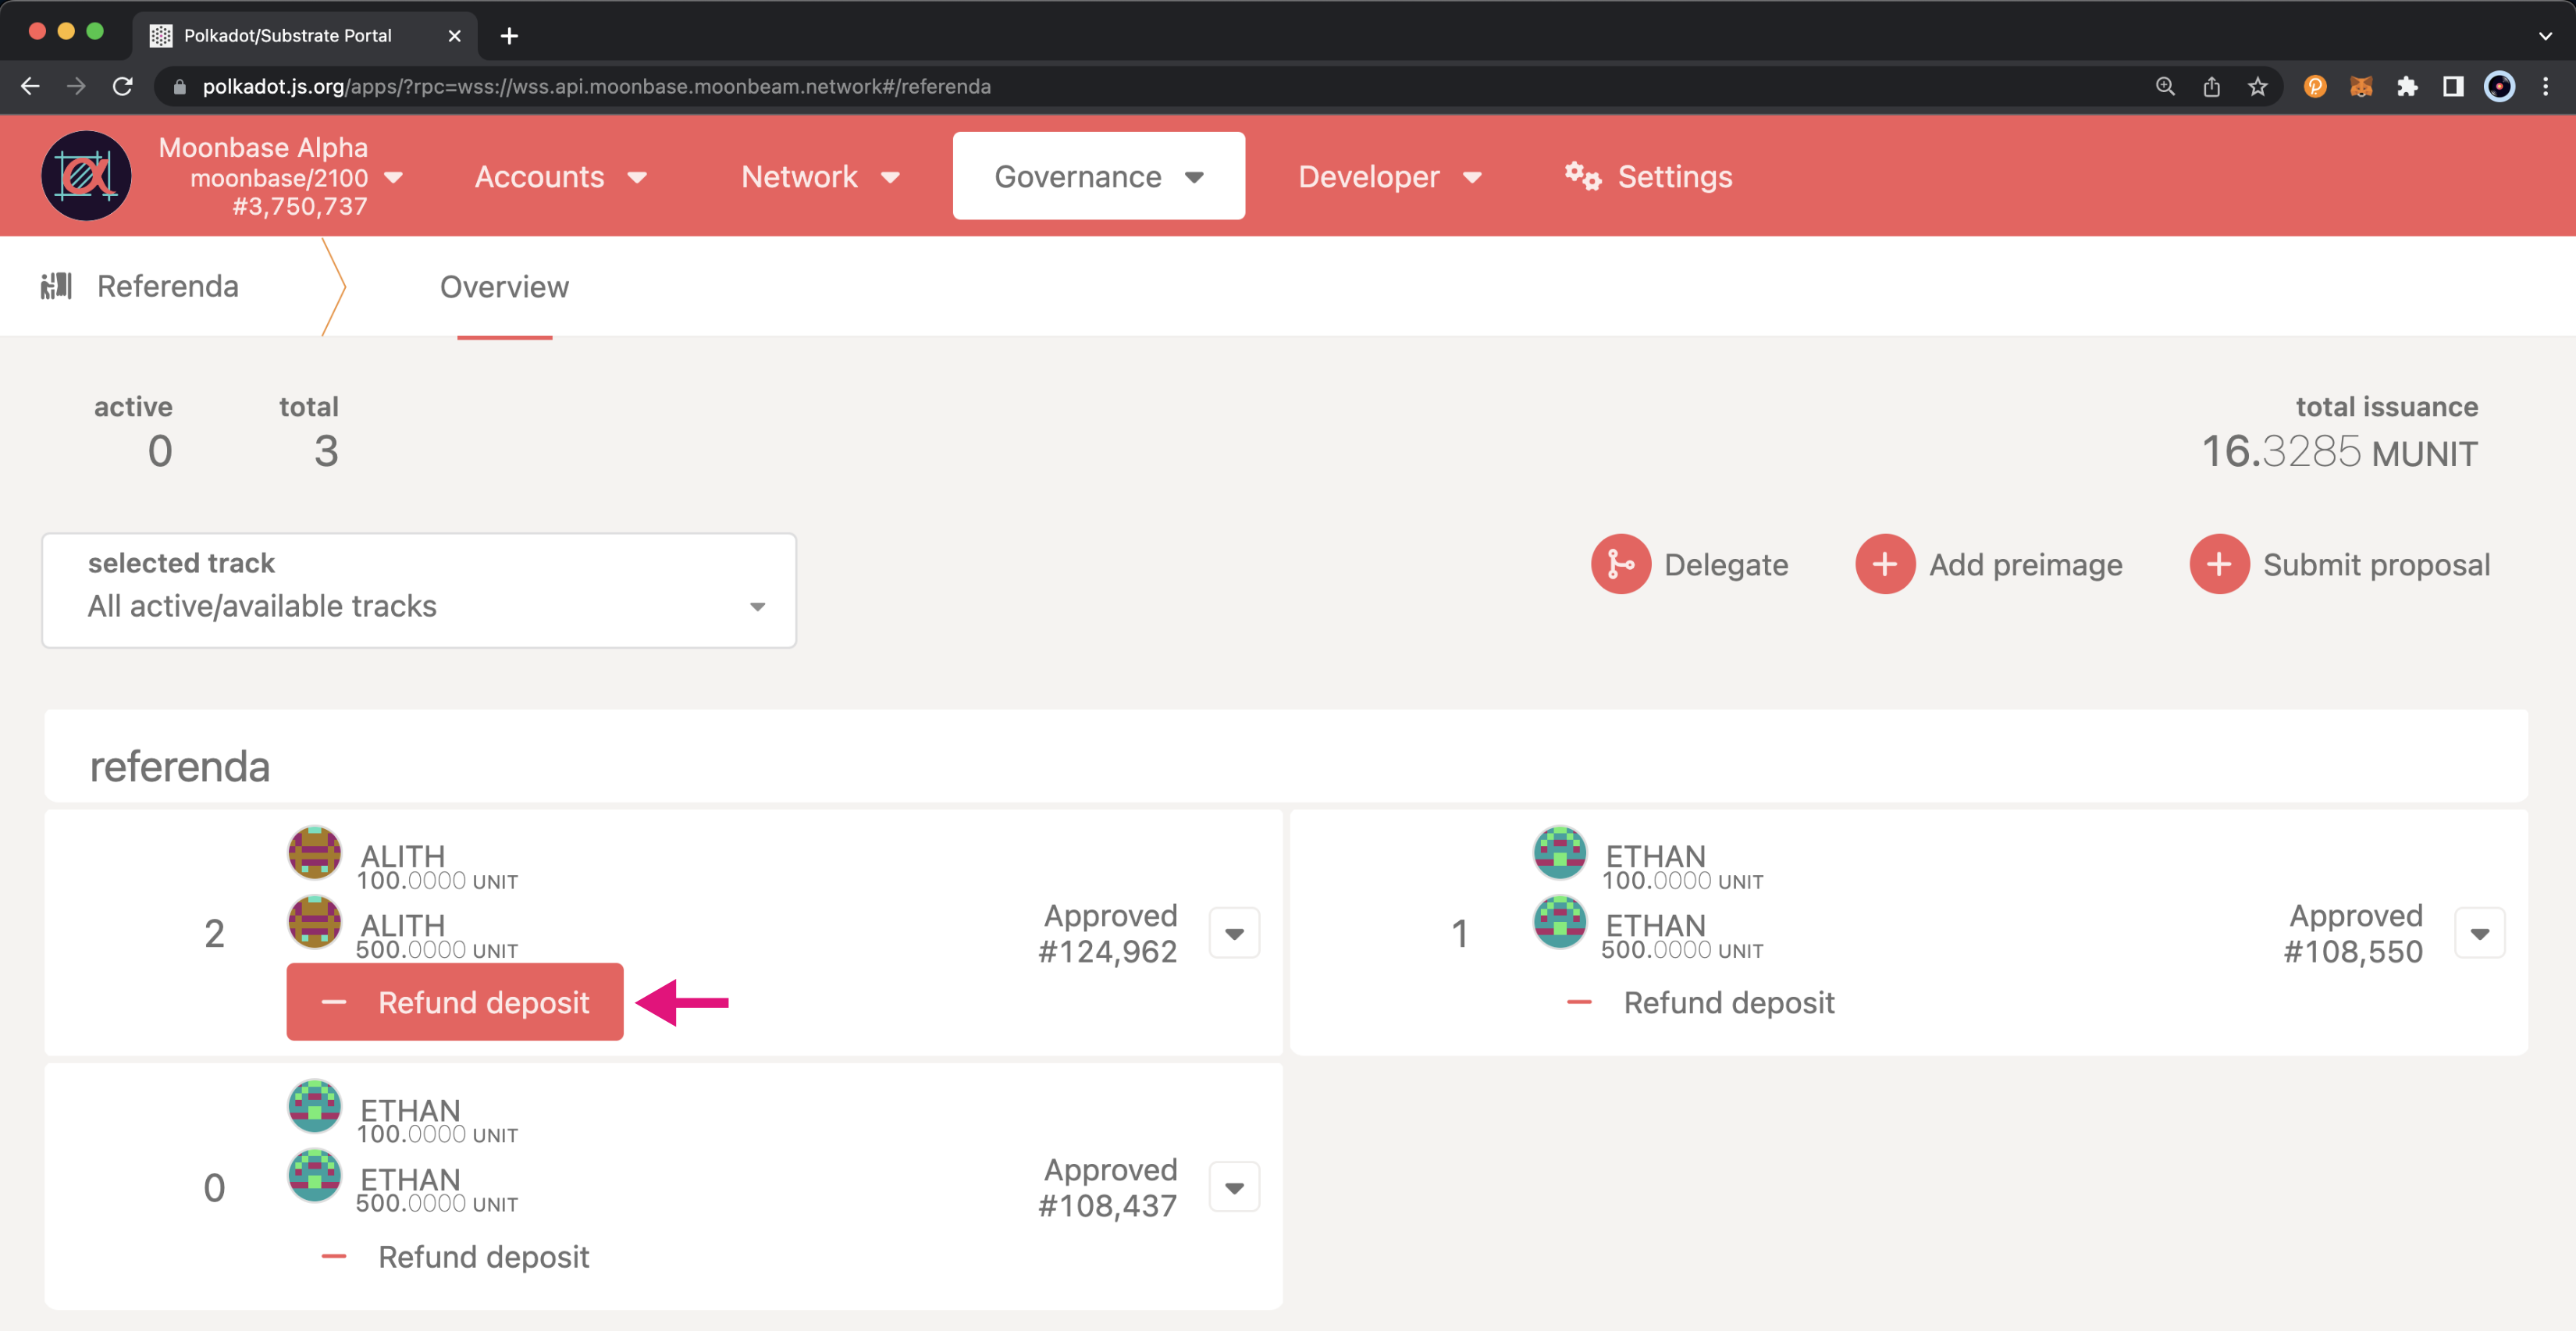 Polkadot/Substrate Portal
polkadot.js.org/apps/?rpc=wss://wss.api.moonbase.moonbeam.network#/referenda
Moonbase Alpha
moonbase/2100
#3,750,737
Accounts
Network
Governance
Developer
Settings
Referenda
Overview
active
0
total
3
total issuance
16.3285 MUNIT
selected track
All active/available tracks
Delegate
Add preimage
Submit proposal
referenda
2
ALITH
100.0000 UNIT
ALITH
500.0000 UNIT
Refund deposit
Approved
#124,962
1
ETHAN
100.0000 UNIT
ETHAN
500.0000 UNIT
Refund deposit
Approved
#108,550
0
ETHAN
100.0000 UNIT
ETHAN
500.0000 UNIT
Refund deposit
Approved
#108,437